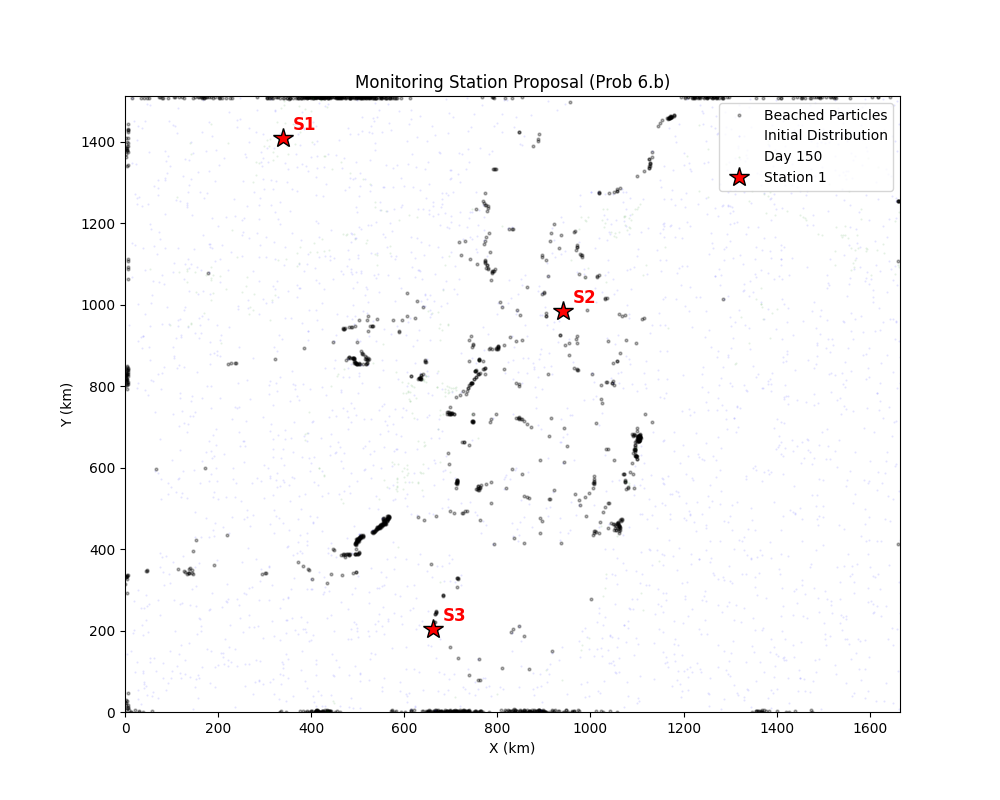 Monitoring Station Proposal (Prob 6.b)
Beached Particles
Initial Distribution
Day 150
Station 1
S1
S2
S3
1400
1200
1000
800
600
400
200
0
Y (km)
0 200 400 600 800 1000 1200 1400 1600
X (km)